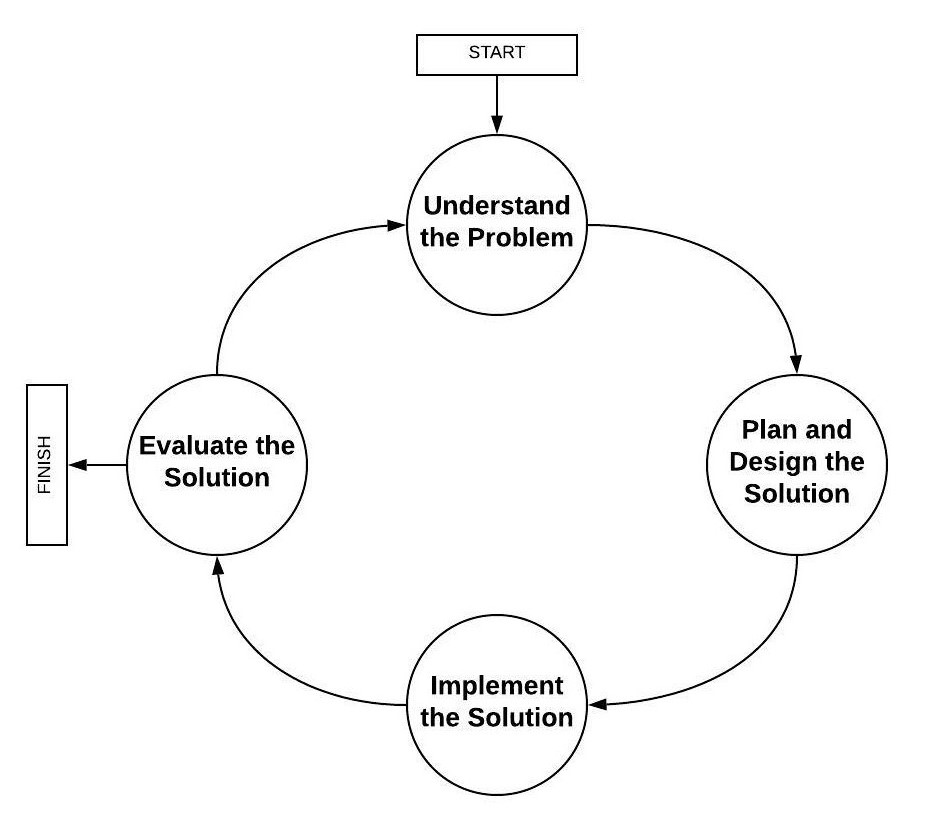 START
Understand
the Problem
Plan and
Design the
Solution
Implement
the Solution
Evaluate the
Solution
FINISH